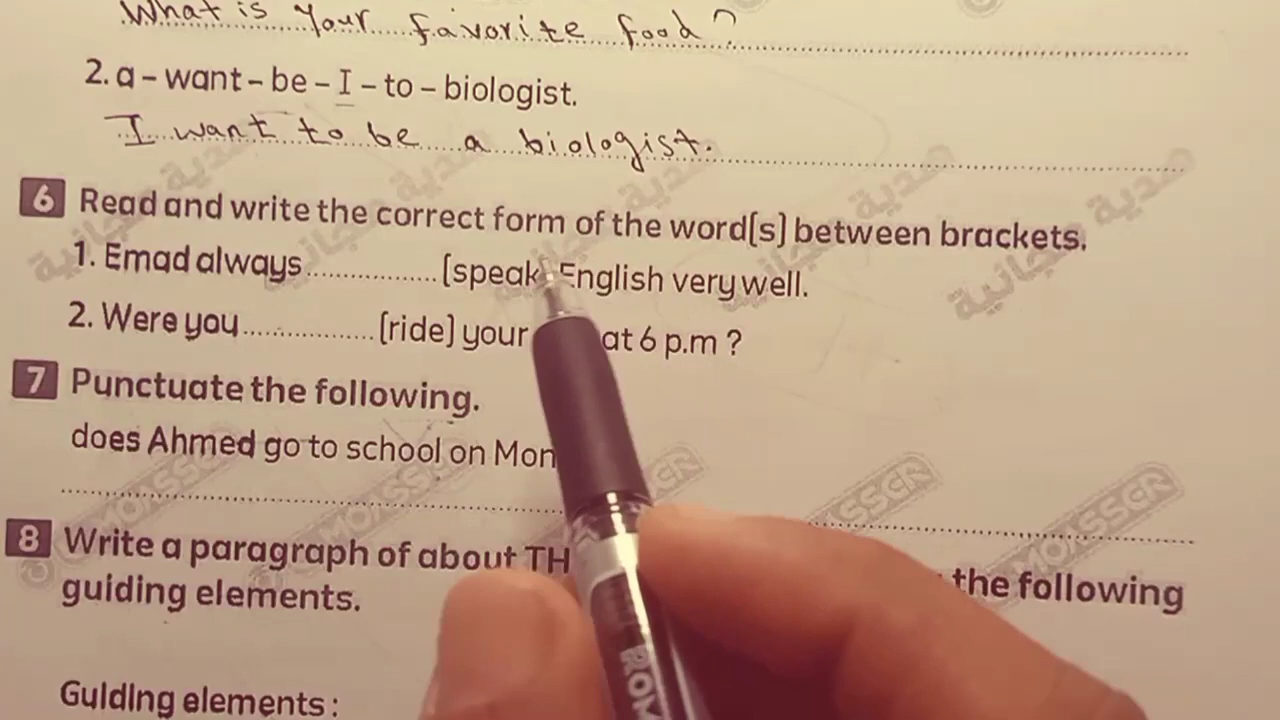 What is your favorite food?
2. a - want - be - I - to - biologist.
I want to be a biologist.
6 Read and write the correct form of the word(s) between brackets.
1. Emad always ................ (speak) English very well.
2. Were you ................ (ride) your at 6 p.m ?
7 Punctuate the following.
does Ahmed go to school on Mon
8 Write a paragraph of about TH the following
guiding elements.
Guiding elements :
ROM